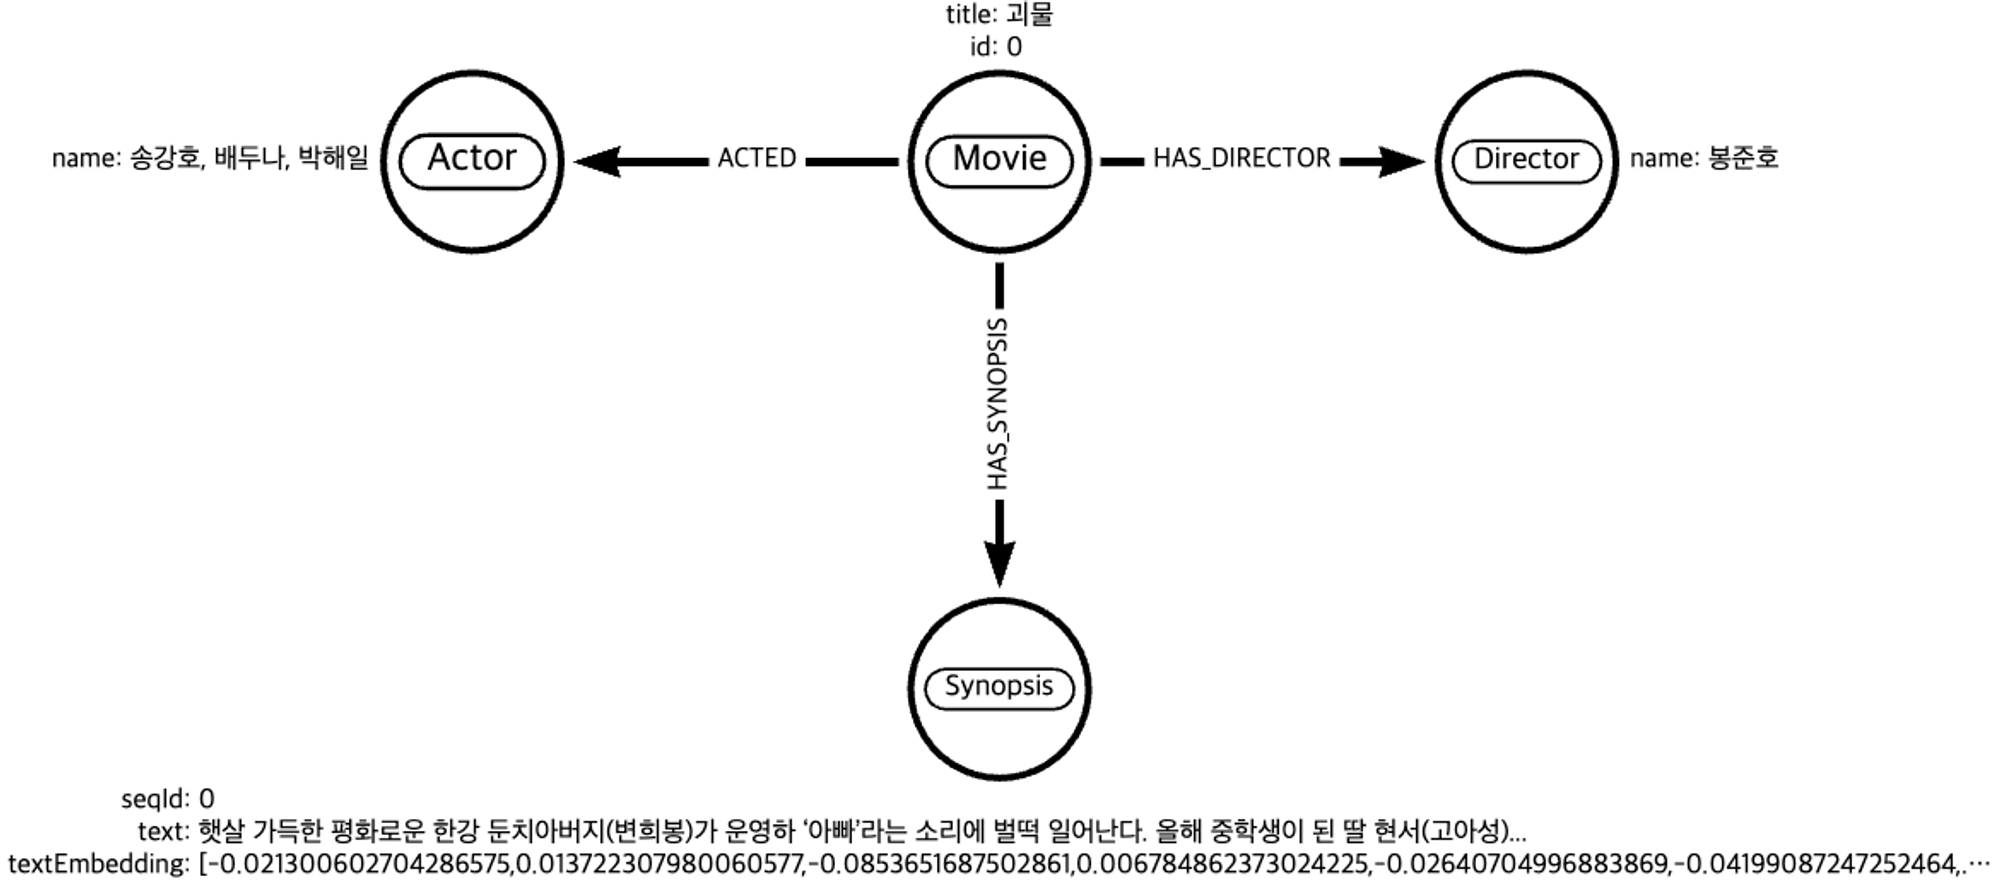 title: 괴물
id: 0
name: 송강호, 배두나, 박해일
Actor
ACTED
Movie
HAS_DIRECTOR
Director
name: 봉준호
HAS_SYNOPSIS
Synopsis
seqId: 0
text: 햇살 가득한 평화로운 한강 둔치아버지(변희봉)가 운영하 ‘아빠’라는 소리에 벌떡 일어난다. 올해 중학생이 된 딸 현서(고아성)...
textEmbedding: [-0.021300602704286575,0.013722307980060577,-0.0853651687502861,0.006784862373024225,-0.02640704996883869,-0.04199087247252464,.…